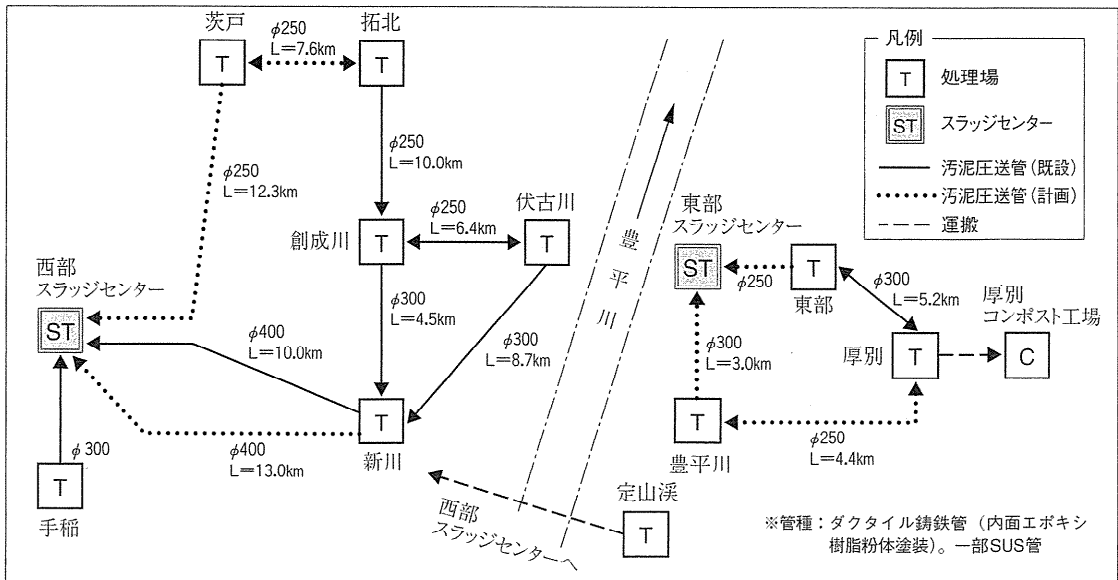 茨戸
T
φ250
L=7.6km
拓北
T
φ250
L=12.3km
φ250
L=10.0km
創成川
T
φ250
L=6.4km
伏古川
T
西部
スラッジセンター
ST
φ300
L=4.5km
φ400
L=10.0km
φ300
L=8.7km
φ400
L=13.0km
T
新川
φ300
T
手稲
豊平川
西部
スラッジセンターへ
定山渓
T
東部
スラッジセンター
ST
φ250
T
東部
φ300
L=5.2km
厚別
コンポスト工場
厚別
T
C
φ300
L=3.0km
T
豊平川
φ250
L=4.4km
凡例
T
処理場
ST
スラッジセンター
汚泥圧送管(既設)
汚泥圧送管(計画)
運搬
※管種:ダクタイル鋳鉄管(内面エポキシ
樹脂粉体塗装)。一部SUS管